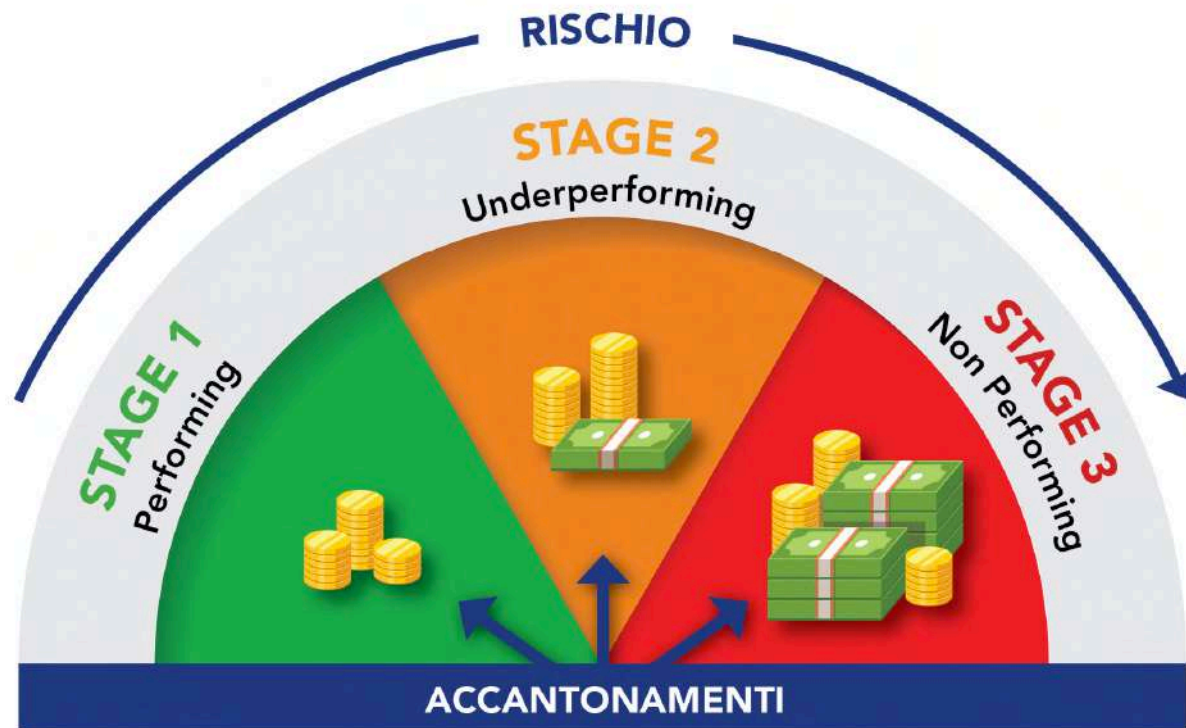 RISCHIO
STAGE 1
Performing
STAGE 2
Underperforming
STAGE 3
Non Performing
ACCANTONAMENTI